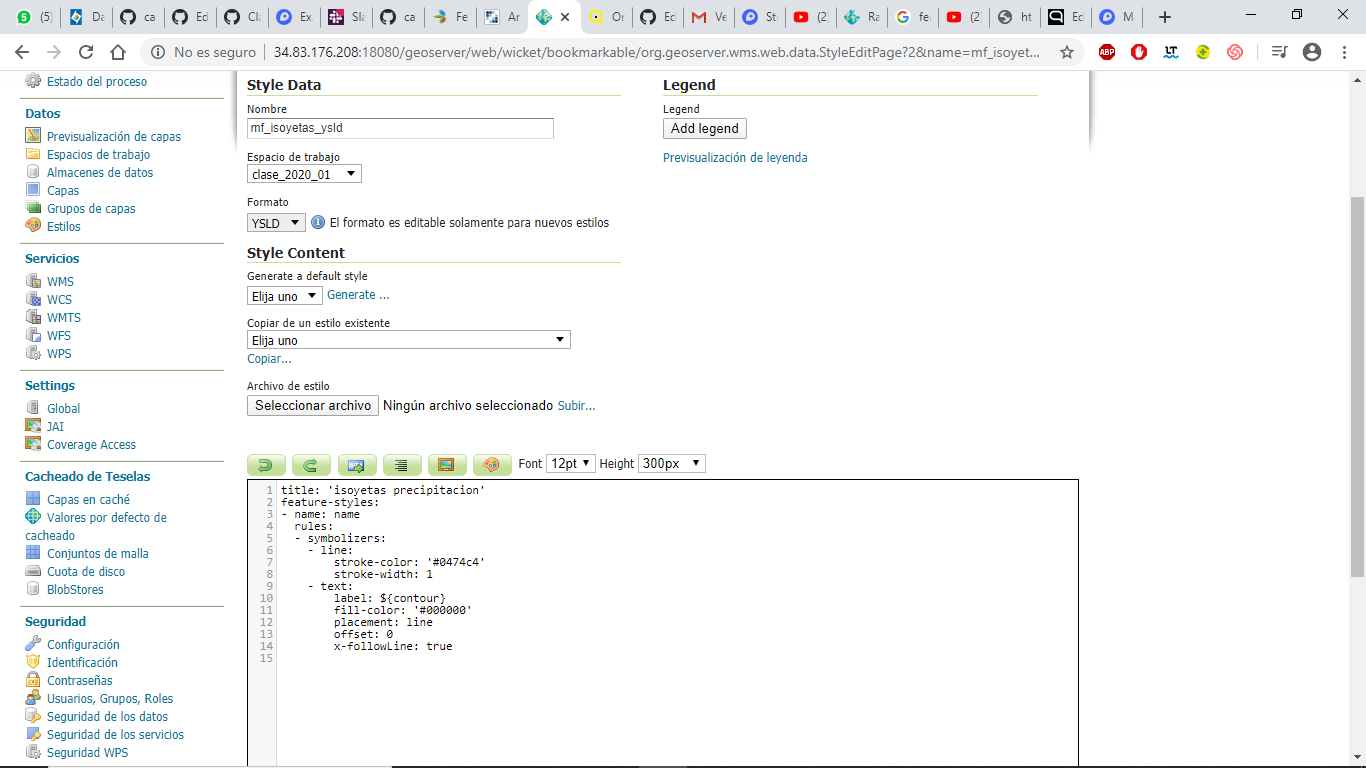 (5)
Da
ca
Ed
Cla
Exa
Sla
ca
Fe
An
On
Ed
Ve
St
(2)
Ra
fe
(2)
ht
Ed
M
No es seguro | 34.83.176.208:18080/geoserver/web/wicket/bookmarkable/org.geoserver.wms.web.data.StyleEditPage?2&name=mf_isoyet...
ABP
LT
Estado del proceso
Datos
Previsualización de capas
Espacios de trabajo
Almacenes de datos
Capas
Grupos de capas
Estilos
Servicios
WMS
WCS
WMTS
WFS
WPS
Settings
Global
JAI
Coverage Access
Cacheado de Teselas
Capas en caché
Valores por defecto de
cacheado
Conjuntos de malla
Cuota de disco
BlobStores
Seguridad
Configuración
Identificación
Contraseñas
Usuarios, Grupos, Roles
Seguridad de los datos
Seguridad de los servicios
Seguridad WPS
Style Data
Nombre
mf_isoyetas_ysld
Espacio de trabajo
clase_2020_01
Formato
YSLD El formato es editable solamente para nuevos estilos
Style Content
Generate a default style
Elija uno Generate ...
Copiar de un estilo existente
Elija uno
Copiar...
Archivo de estilo
Seleccionar archivo Ningún archivo seleccionado Subir...
Legend
Legend
Add legend
Previsualización de leyenda
Font 12pt Height 300px
1 title: 'isoyetas precipitacion'
2 feature-styles:
3 - name: name
4 rules:
5 - symbolizers:
6 - line:
7 stroke-color: '#0474c4'
8 stroke-width: 1
9 - text:
10 label: ${contour}
11 fill-color: '#000000'
12 placement: line
13 offset: 0
14 x-followLine: true
15